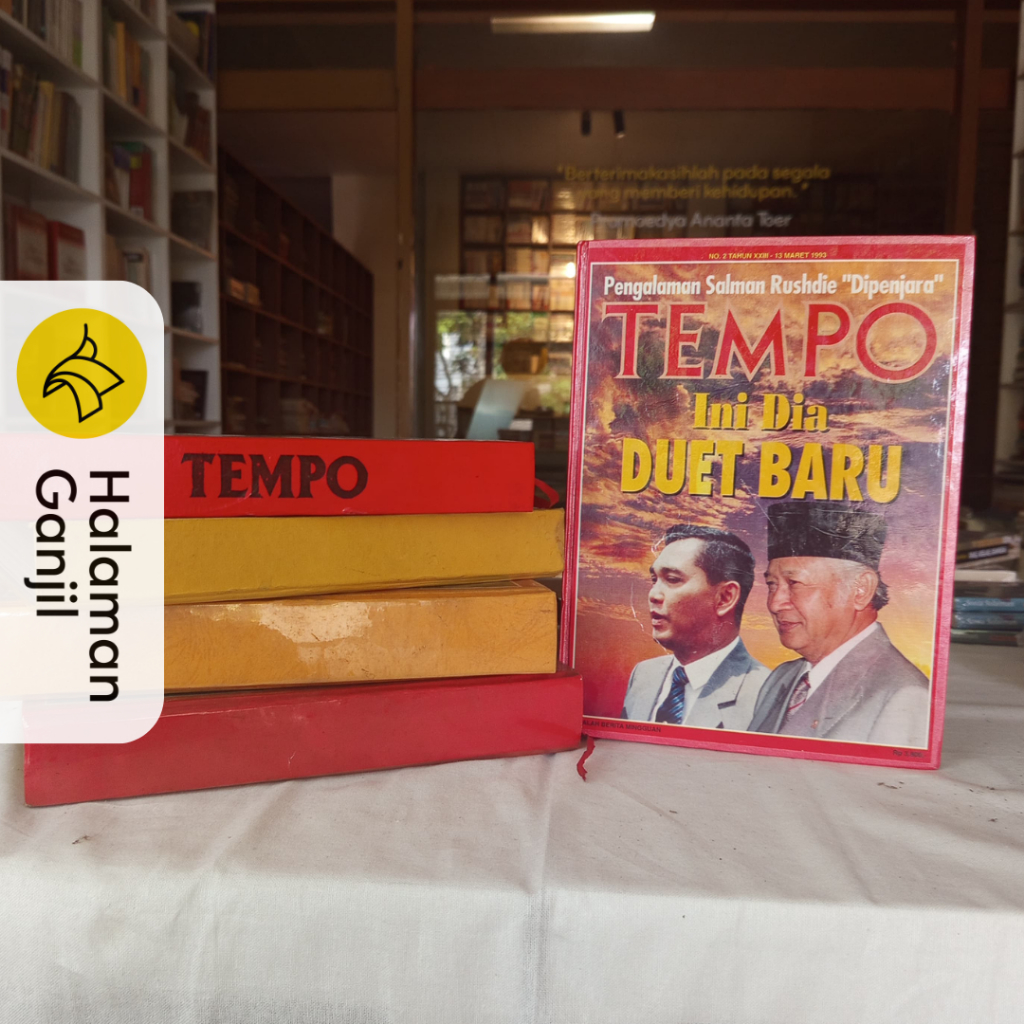 "Berterimakasihlah pada segala
yang memberi kehidupan."
Pramoedya Ananta Toer
NO. 2 TAHUN XXIII - 13 MARET 1993
Pengalaman Salman Rushdie "Dipenjara"
TEMPO
Ini Dia
DUET BARU
TEMPO
Halaman
Ganjil